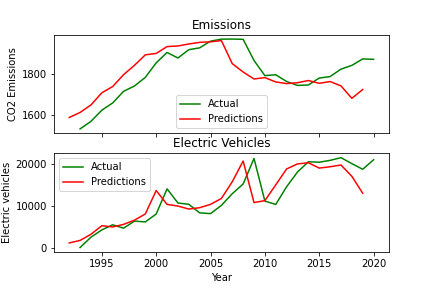 Emissions
CO2 Emissions
1800
1600
Actual
Predictions
Electric Vehicles
Electric vehicles
20000
10000
0
Actual
Predictions
1995 2000 2005 2010 2015 2020
Year